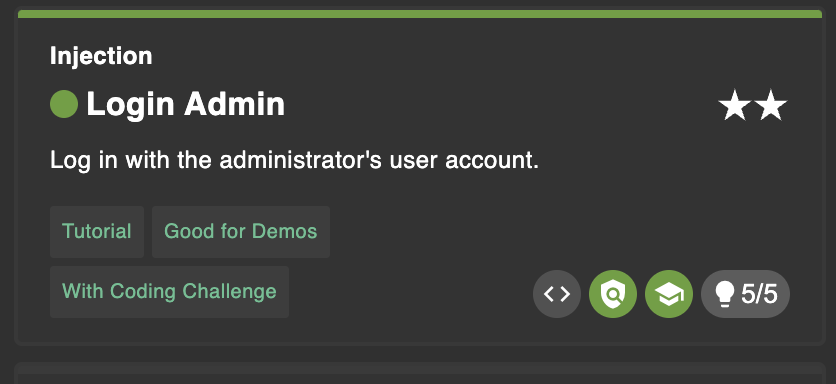 Injection
Login Admin
Log in with the administrator's user account.
Tutorial
Good for Demos
With Coding Challenge
5/5